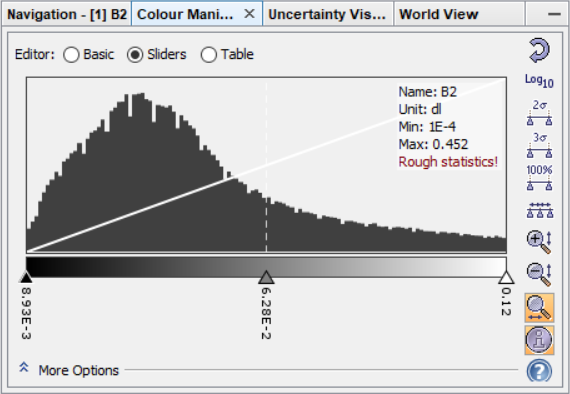 Navigation - [1] B2
Colour Mani...
Uncertainty Vis...
World View
Editor:
Basic
Sliders
Table
Name: B2
Unit: dl
Min: 1E-4
Max: 0.452
Rough statistics!
Log10
2σ
3σ
100%
8.93E-3
6.28E-2
0.12
More Options